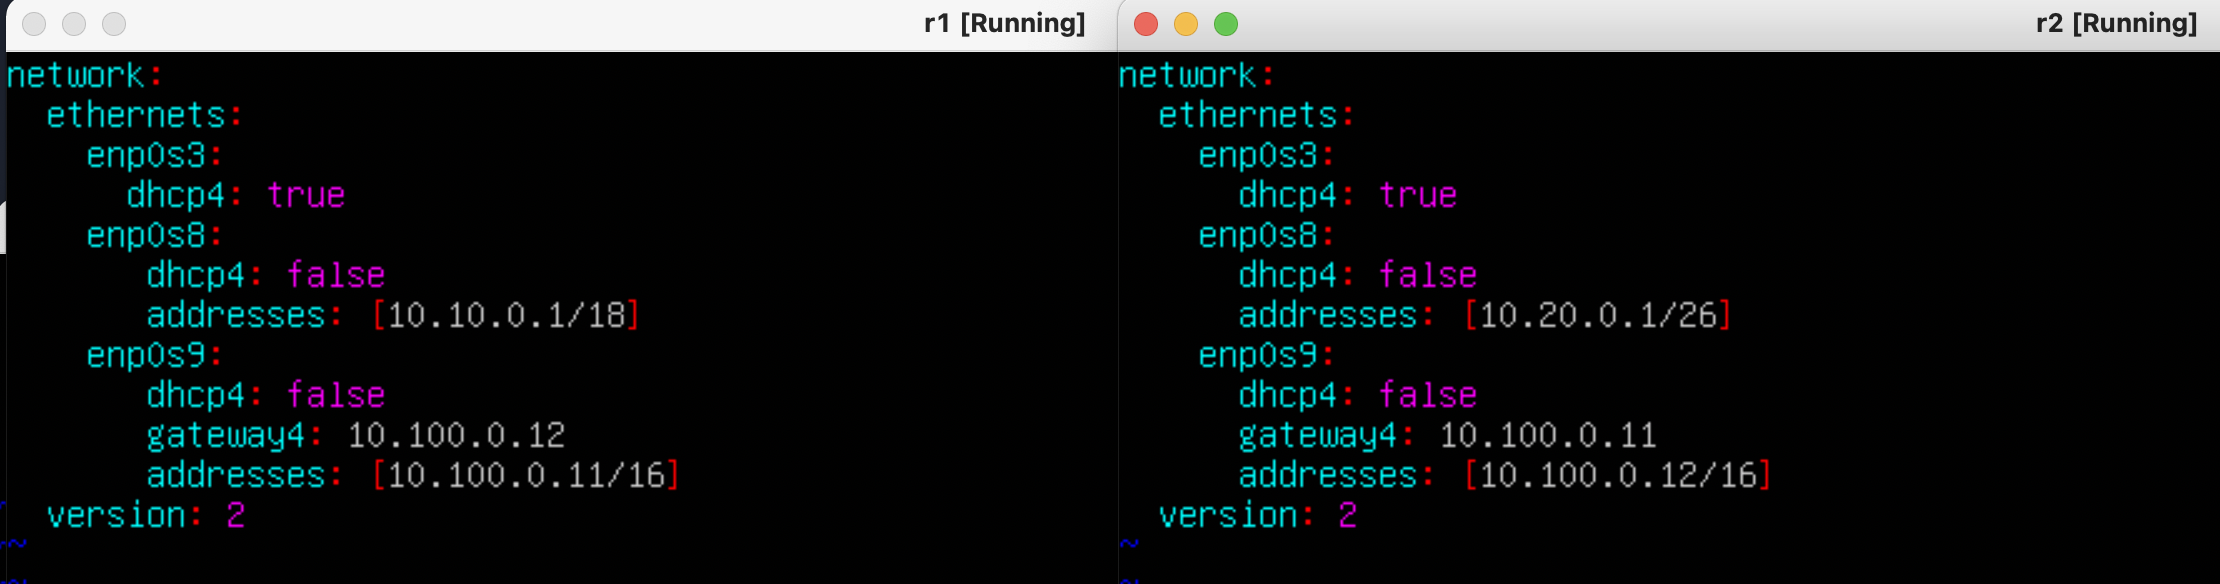 r1 [Running]
network:
  ethernets:
    enp0s3:
      dhcp4: true
    enp0s8:
       dhcp4: false
       addresses: [10.10.0.1/18]
    enp0s9:
       dhcp4: false
       gateway4: 10.100.0.12
       addresses: [10.100.0.11/16]
  version: 2
~
~
r2 [Running]
network:
  ethernets:
    enp0s3:
      dhcp4: true
    enp0s8:
      dhcp4: false
      addresses: [10.20.0.1/26]
    enp0s9:
      dhcp4: false
      gateway4: 10.100.0.11
      addresses: [10.100.0.12/16]
  version: 2
~
~